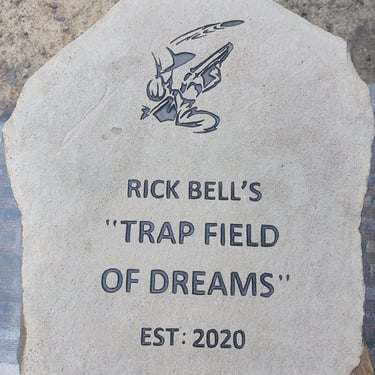 RICK BELL'S
"TRAP FIELD
OF DREAMS"
EST: 2020